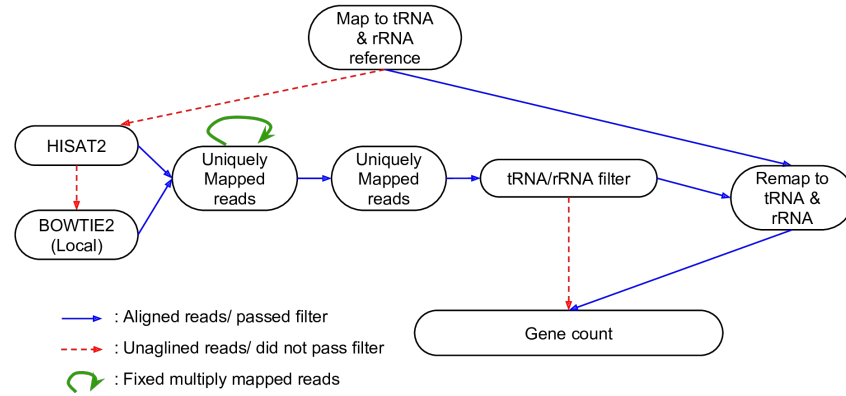 Map to tRNA
& rRNA
reference
HISAT2
BOWTIE2
(Local)
Uniquely
Mapped
reads
Uniquely
Mapped
reads
tRNA/rRNA filter
Remap to
tRNA &
rRNA
Gene count
: Aligned reads/ passed filter
: Unaglined reads/ did not pass filter
: Fixed multiply mapped reads